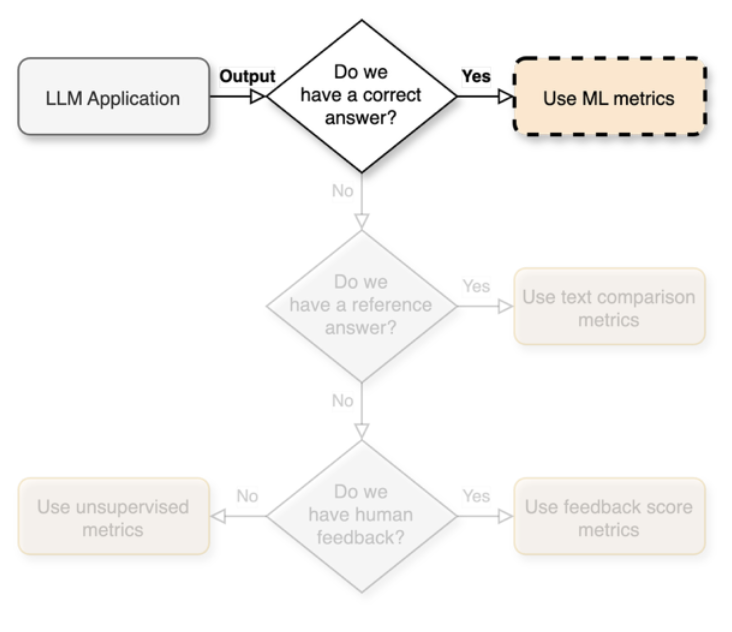 LLM Application
Output
Do we
have a correct
answer?
Yes
Use ML metrics
No
Do we
have a reference
answer?
Yes
Use text comparison
metrics
No
Use unsupervised
metrics
No
Do we
have human
feedback?
Yes
Use feedback score
metrics